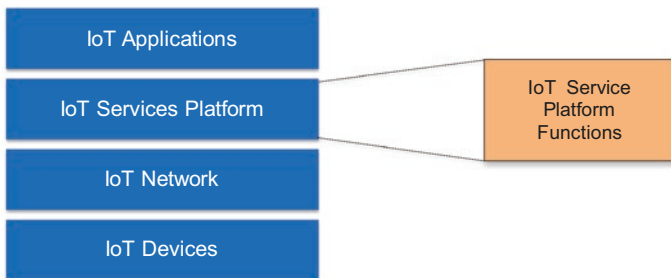 IoT Applications
IoT Services Platform
IoT Network
IoT Devices
IoT Service
Platform
Functions